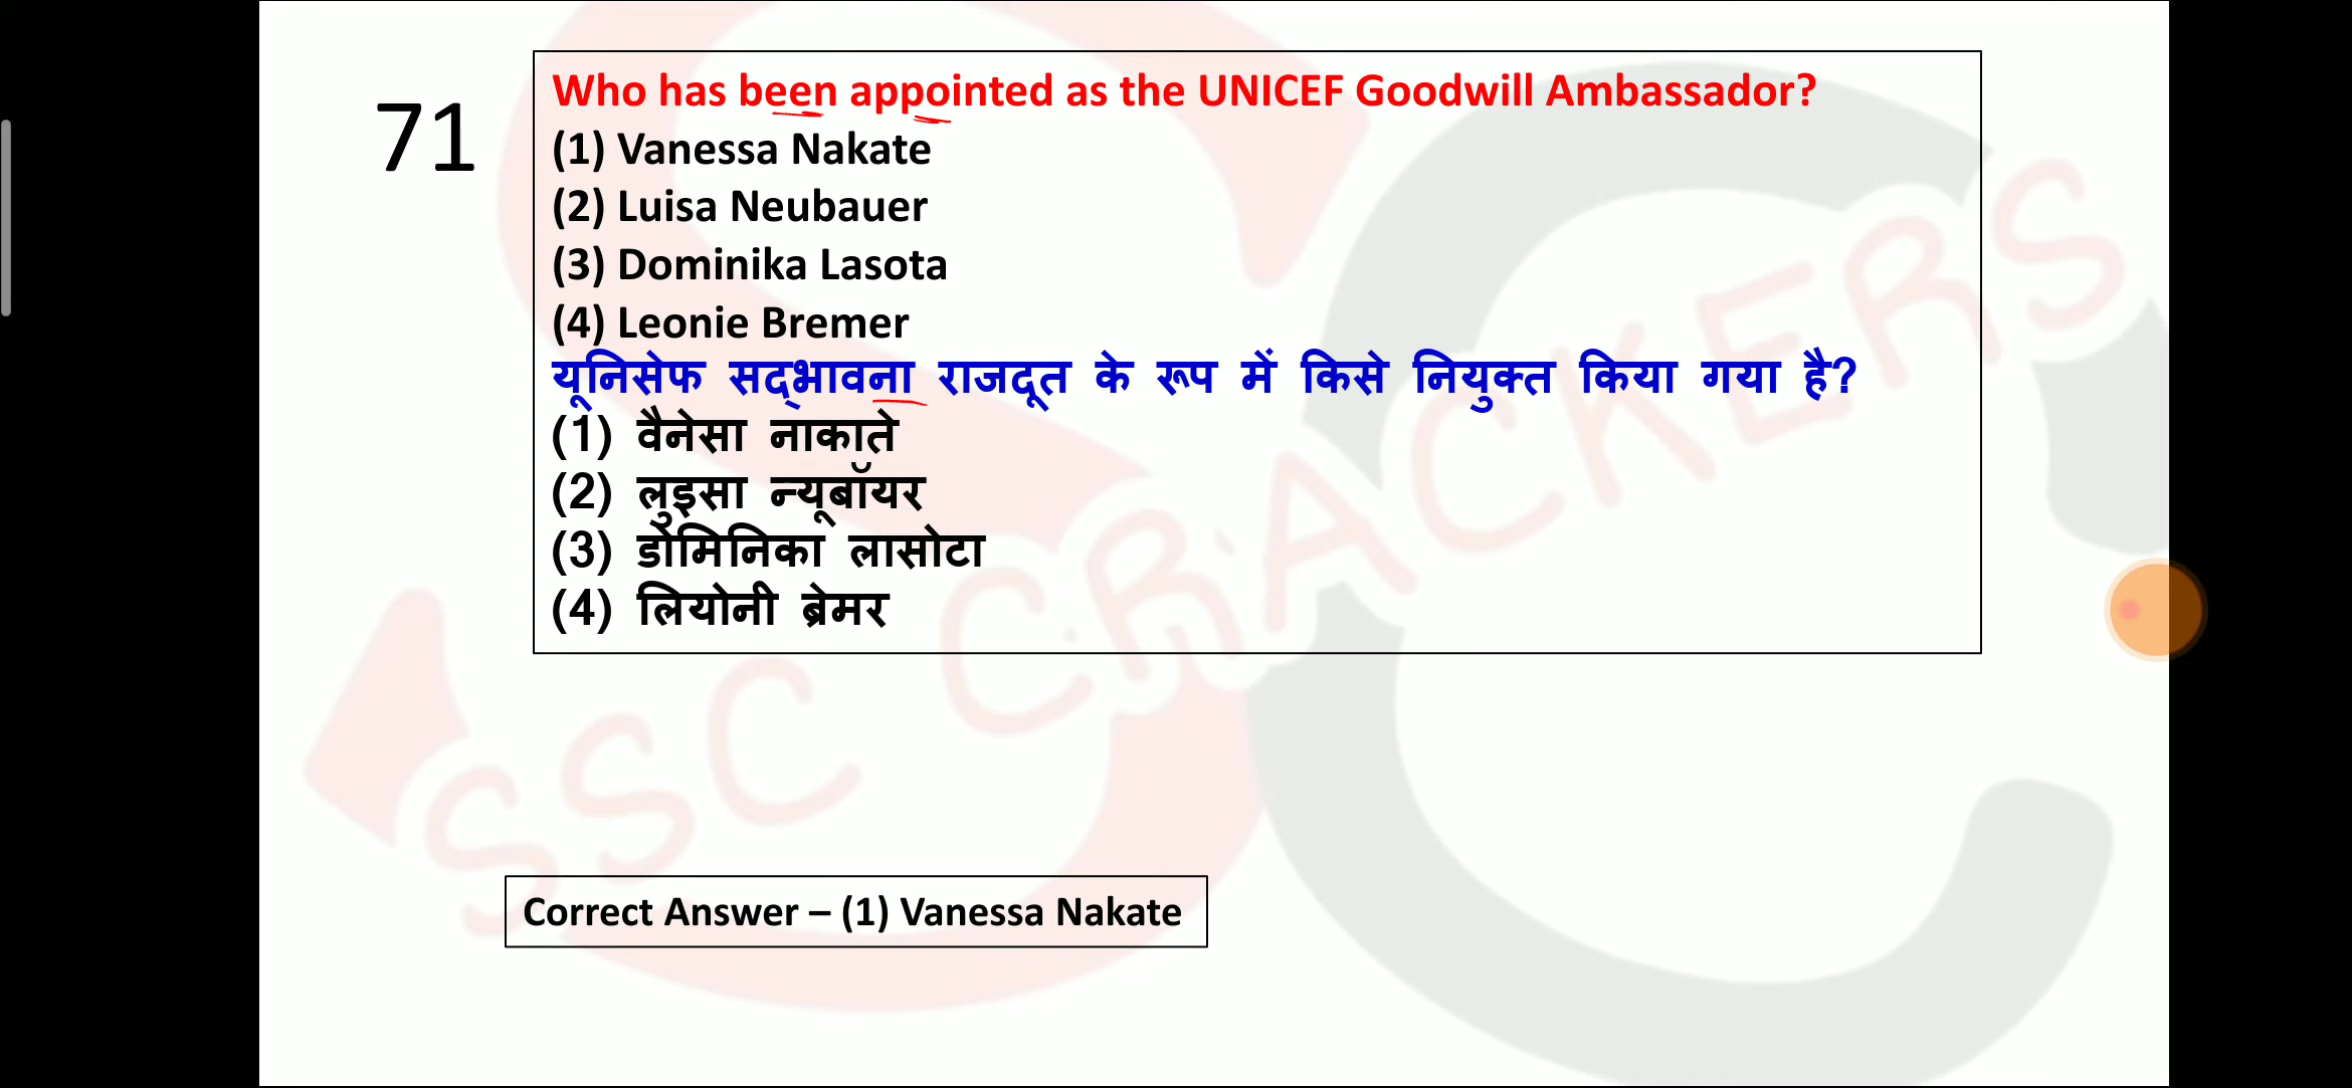 71
Who has been appointed as the UNICEF Goodwill Ambassador?
(1) Vanessa Nakate
(2) Luisa Neubauer
(3) Dominika Lasota
(4) Leonie Bremer
यूनिसेफ सद्भावना राजदूत के रूप में किसे नियुक्त किया गया है?
(1) वैनेसा नाकाते
(2) लुइसा न्यूबॉयर
(3) डोमिनिका लासोटा
(4) लियोनी ब्रेमर
SSC CRACKERS
Correct Answer – (1) Vanessa Nakate